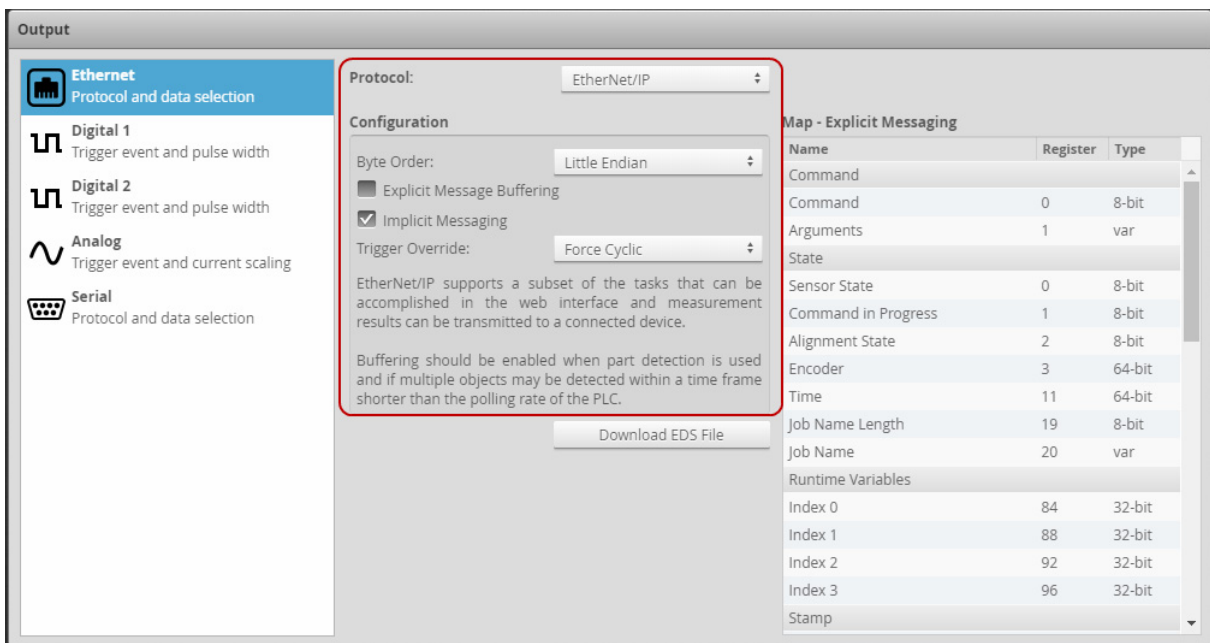 Output
Ethernet
Protocol and data selection
Digital 1
Trigger event and pulse width
Digital 2
Trigger event and pulse width
Analog
Trigger event and current scaling
Serial
Protocol and data selection
Protocol: EtherNet/IP
Configuration
Byte Order: Little Endian
Explicit Message Buffering
Implicit Messaging
Trigger Override: Force Cyclic
EtherNet/IP supports a subset of the tasks that can be
accomplished in the web interface and measurement
results can be transmitted to a connected device.
Buffering should be enabled when part detection is used
and if multiple objects may be detected within a time frame
shorter than the polling rate of the PLC.
Download EDS File
Map - Explicit Messaging
Name Register Type
Command
Command 0 8-bit
Arguments 1 var
State
Sensor State 0 8-bit
Command in Progress 1 8-bit
Alignment State 2 8-bit
Encoder 3 64-bit
Time 11 64-bit
Job Name Length 19 8-bit
Job Name 20 var
Runtime Variables
Index 0 84 32-bit
Index 1 88 32-bit
Index 2 92 32-bit
Index 3 96 32-bit
Stamp